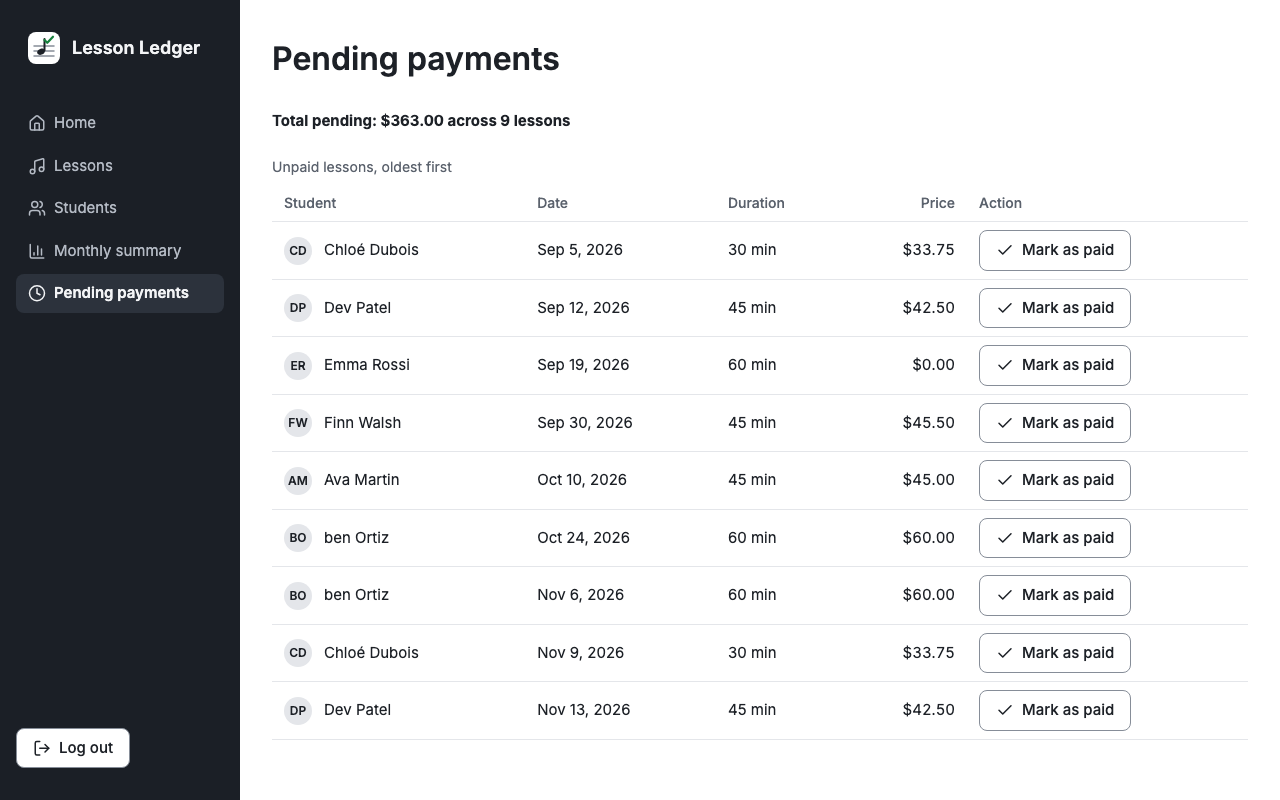 Lesson Ledger
Home
Lessons
Students
Monthly summary
Pending payments
Log out
Pending payments
Total pending: $363.00 across 9 lessons
Unpaid lessons, oldest first
Student Date Duration Price Action
CD Chloé Dubois Sep 5, 2026 30 min $33.75 Mark as paid
DP Dev Patel Sep 12, 2026 45 min $42.50 Mark as paid
ER Emma Rossi Sep 19, 2026 60 min $0.00 Mark as paid
FW Finn Walsh Sep 30, 2026 45 min $45.50 Mark as paid
AM Ava Martin Oct 10, 2026 45 min $45.00 Mark as paid
BO ben Ortiz Oct 24, 2026 60 min $60.00 Mark as paid
BO ben Ortiz Nov 6, 2026 60 min $60.00 Mark as paid
CD Chloé Dubois Nov 9, 2026 30 min $33.75 Mark as paid
DP Dev Patel Nov 13, 2026 45 min $42.50 Mark as paid